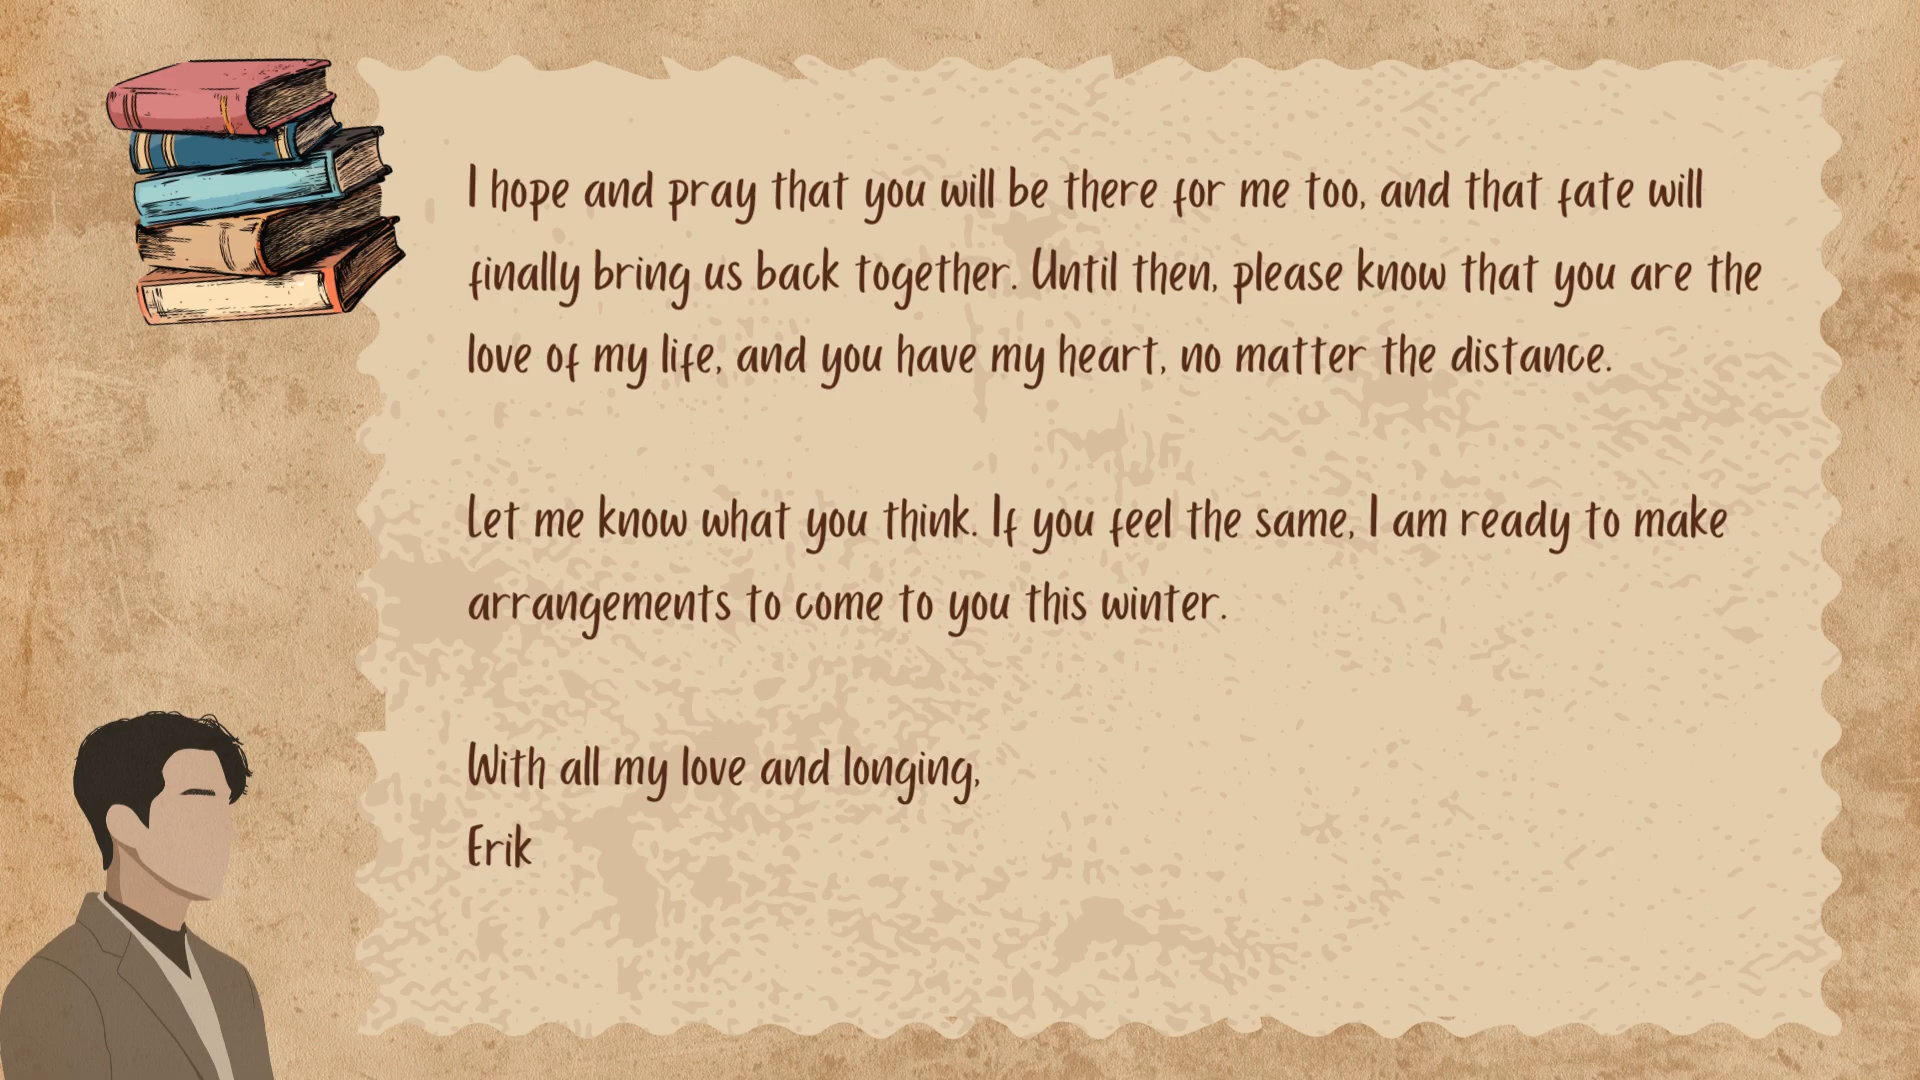 I hope and pray that you will be there for me too, and that fate will
finally bring us back together. Until then, please know that you are the
love of my life, and you have my heart, no matter the distance.
Let me know what you think. If you feel the same, I am ready to make
arrangements to come to you this winter.
With all my love and longing,
Erik